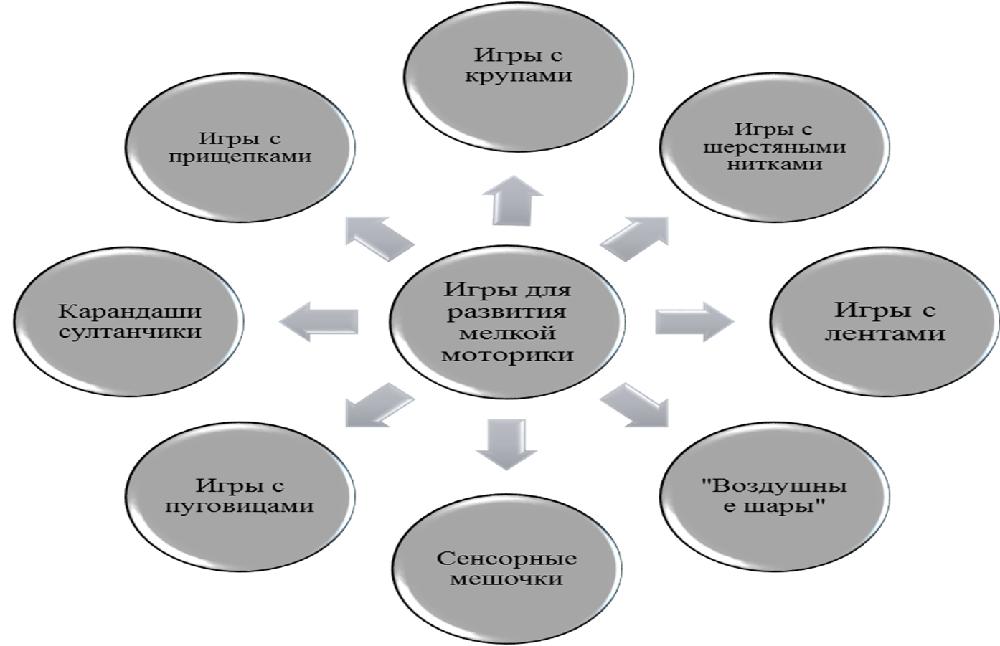 Игры с
крупами
Игры с
прищепками
Игры с
шерстяными
нитками
Карандаши
султанчики
Игры для
развития
мелкой
моторики
Игры с
лентами
Игры с
пуговицами
"Воздушны
е шары"
Сенсорные
мешочки